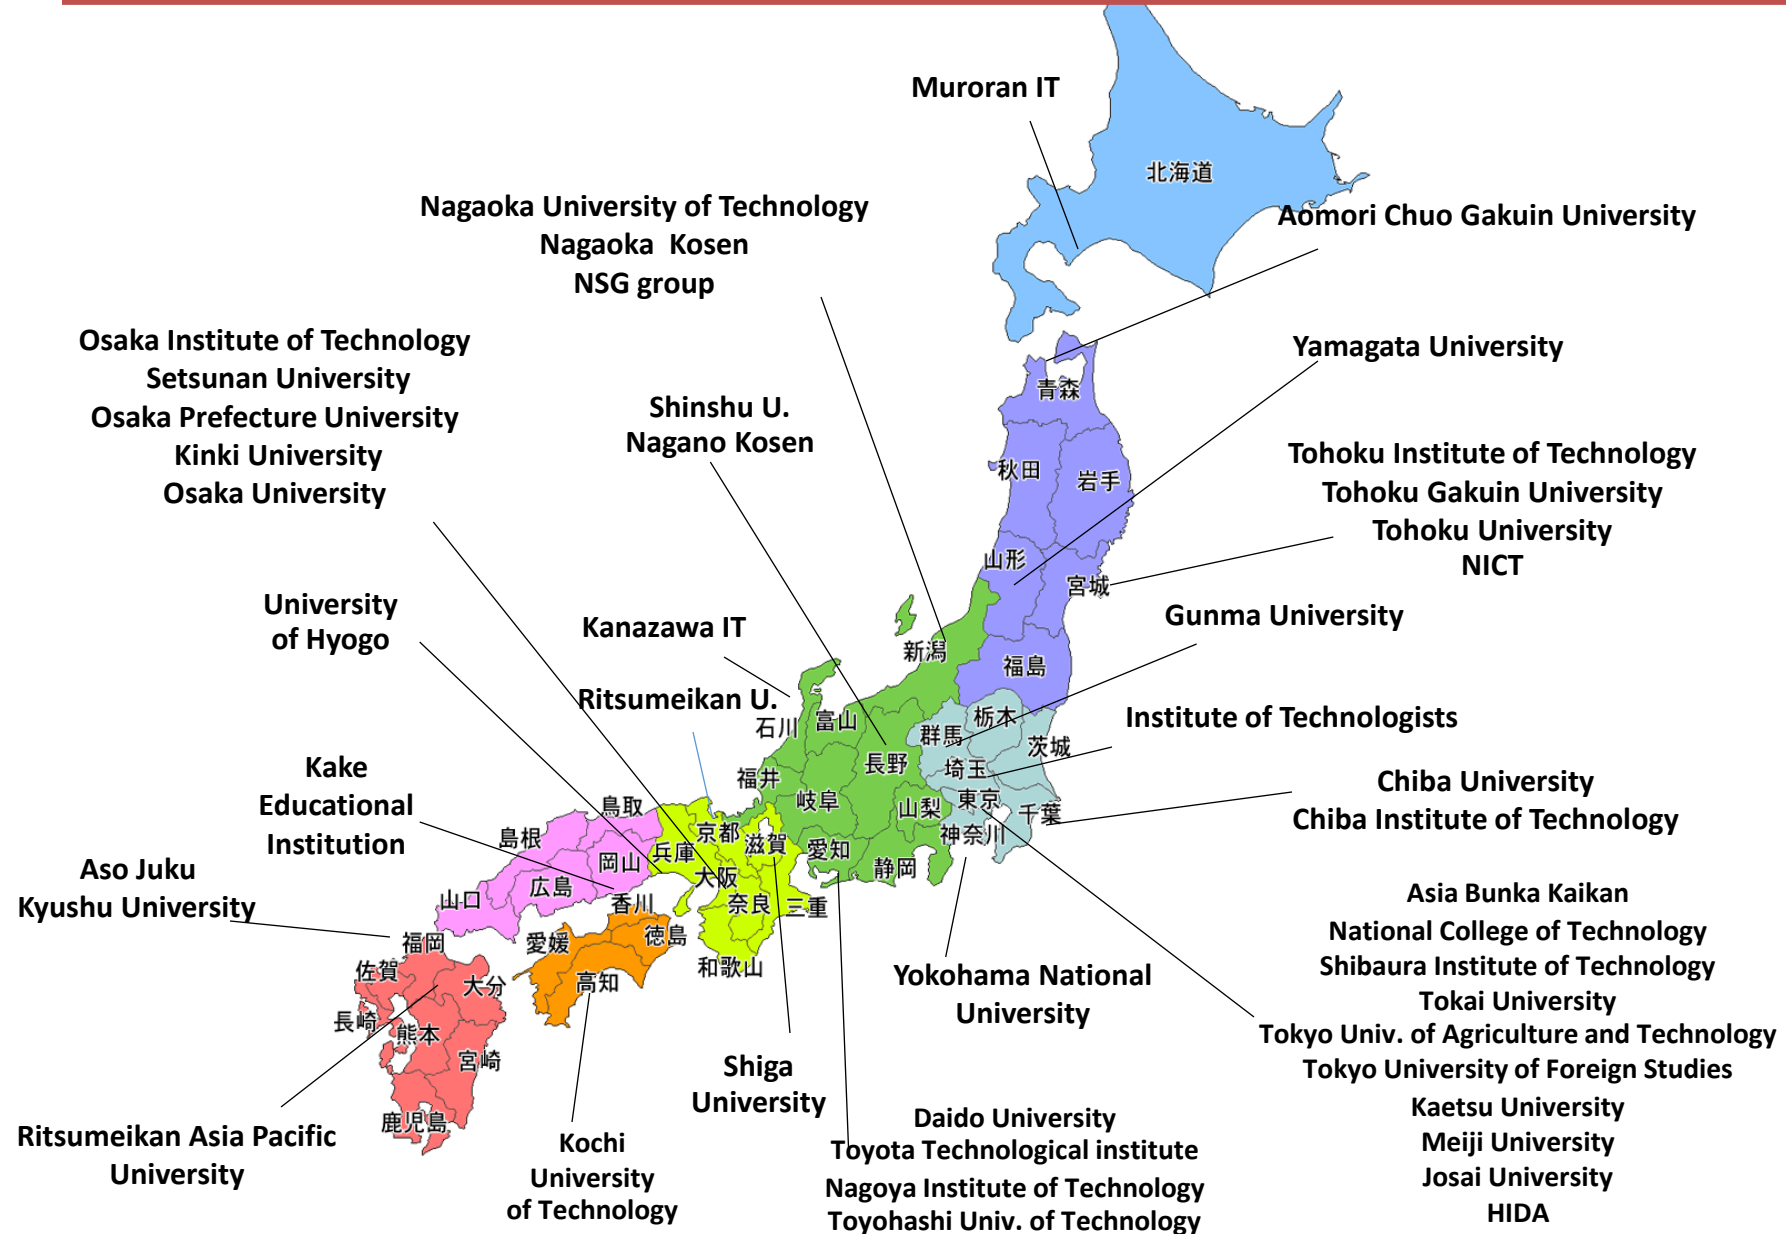 Muroran IT
北海道
Nagaoka University of Technology
Nagaoka Kosen
NSG group
Aomori Chuo Gakuin University
Osaka Institute of Technology
Setsunan University
Osaka Prefecture University
Kinki University
Osaka University
Yamagata University
青森
Shinshu U.
Nagano Kosen
秋田
岩手
Tohoku Institute of Technology
Tohoku Gakuin University
Tohoku University
NICT
山形
宮城
University
of Hyogo
Kanazawa IT
Gunma University
新潟
福島
Ritsumeikan U.
石川
富山
群馬
栃木
茨城
Institute of Technologists
長野
埼玉
Kake
Educational
Institution
福井
岐阜
山梨
東京
千葉
神奈川
Chiba University
Chiba Institute of Technology
鳥取
島根
岡山
広島
山口
兵庫
京都
滋賀
大阪
奈良
三重
和歌山
愛知
静岡
香川
徳島
愛媛
高知
Aso Juku
Kyushu University
福岡
佐賀
大分
長崎
熊本
宮崎
鹿児島
Yokohama National
University
Asia Bunka Kaikan
National College of Technology
Shibaura Institute of Technology
Tokai University
Tokyo Univ. of Agriculture and Technology
Tokyo University of Foreign Studies
Kaetsu University
Meiji University
Josai University
HIDA
Shiga
University
Ritsumeikan Asia Pacific
University
Kochi
University
of Technology
Daido University
Toyota Technological institute
Nagoya Institute of Technology
Toyohashi Univ. of Technology